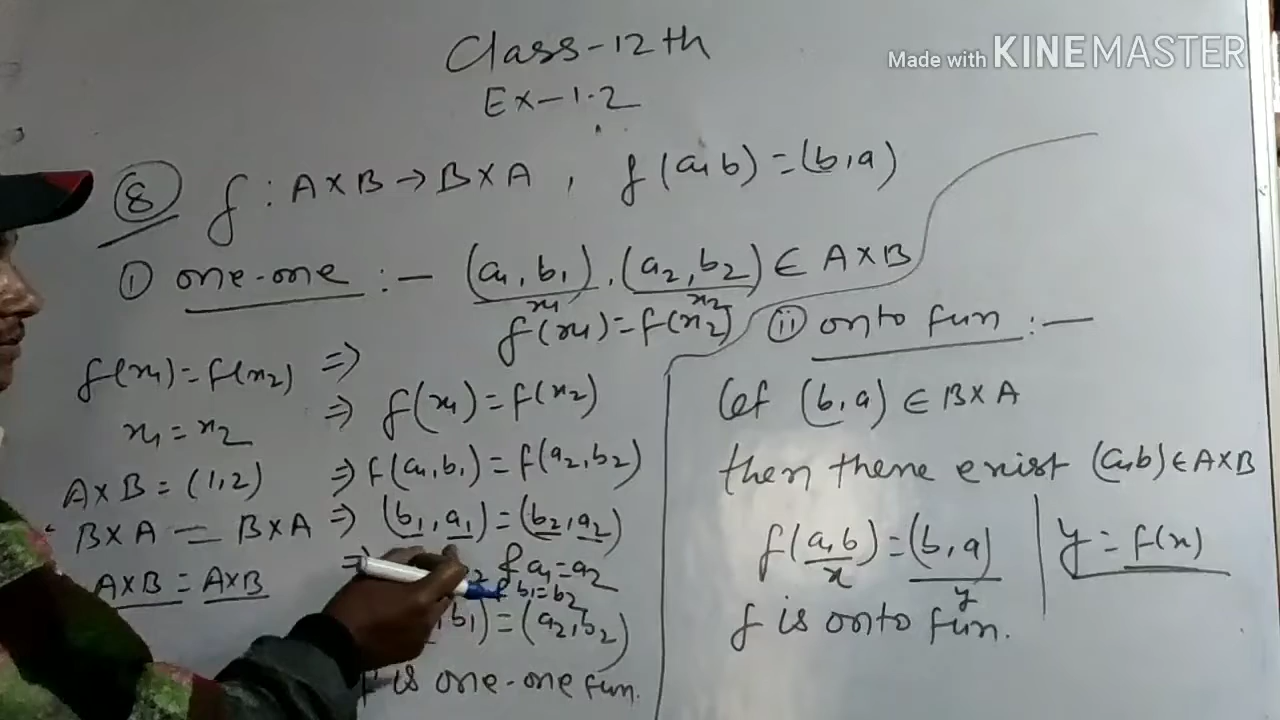 Class-12th
Made with KINEMASTER
Ex-1.2
⑧ f : A×B→B×A , f(a,b)=(b,a)
① one-one :- (a₁,b₁),(a₂,b₂)∈ A×B
x₁ x₂
f(x₁)=f(x₂)
f(x₁)=f(x₂) ⇒
x₁=x₂ ⇒ f(x₁)=f(x₂)
A×B=(1,2) ⇒ f(a₁,b₁)=f(a₂,b₂)
B×A = B×A ⇒ (b₁,a₁)=(b₂,a₂)
A×B = A×B ⇒ a₁=a₂
b₁=b₂
b₁)=(a₂,b₂)
is one-one fun.
ⅱ onto fun :-
Let (b,a)∈B×A
then there exist (a,b)∈A×B
f(a,b)=(b,a) y=f(x)
x y
f is onto fun.